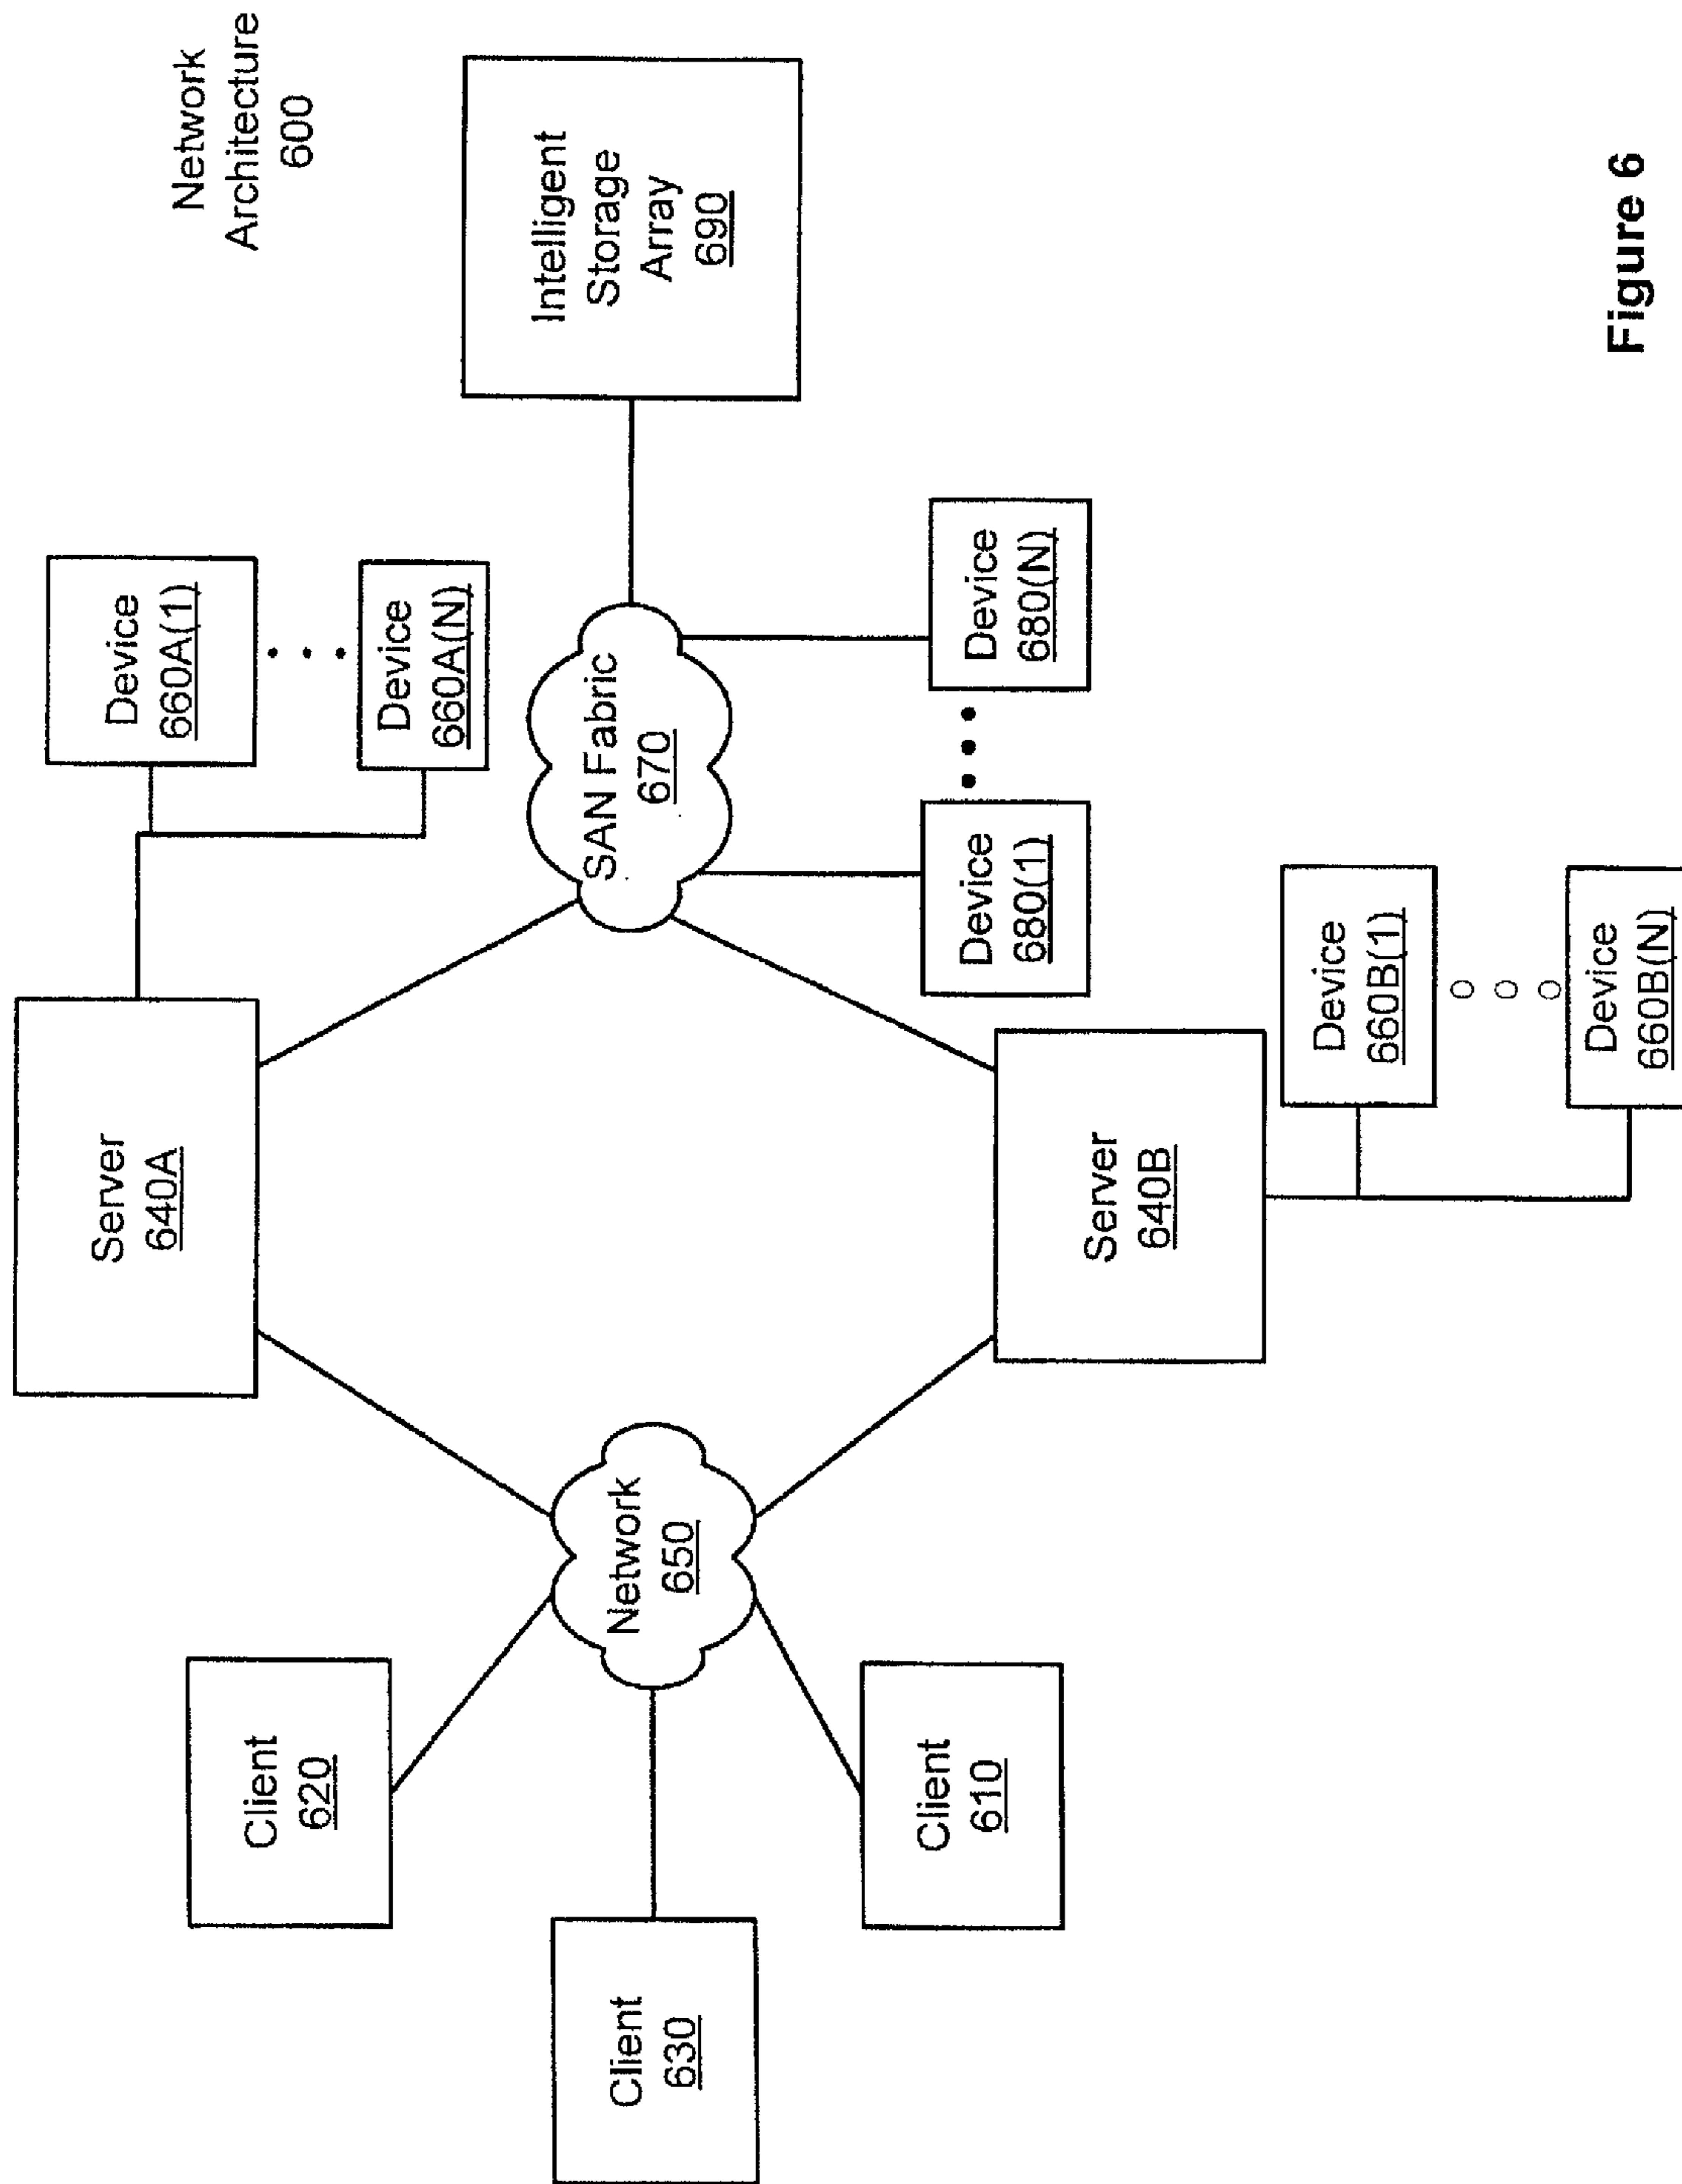 Network
Architecture
600
Device
660A(1)
Device
660A(N)
Server
640A
Intelligent
Storage
Array
690
Client
620
SAN Fabric
670
Network
650
Client
630
Device
680(1)
Device
680(N)
Client
610
Server
640B
Device
660B(1)
Device
660B(N)
Figure 6